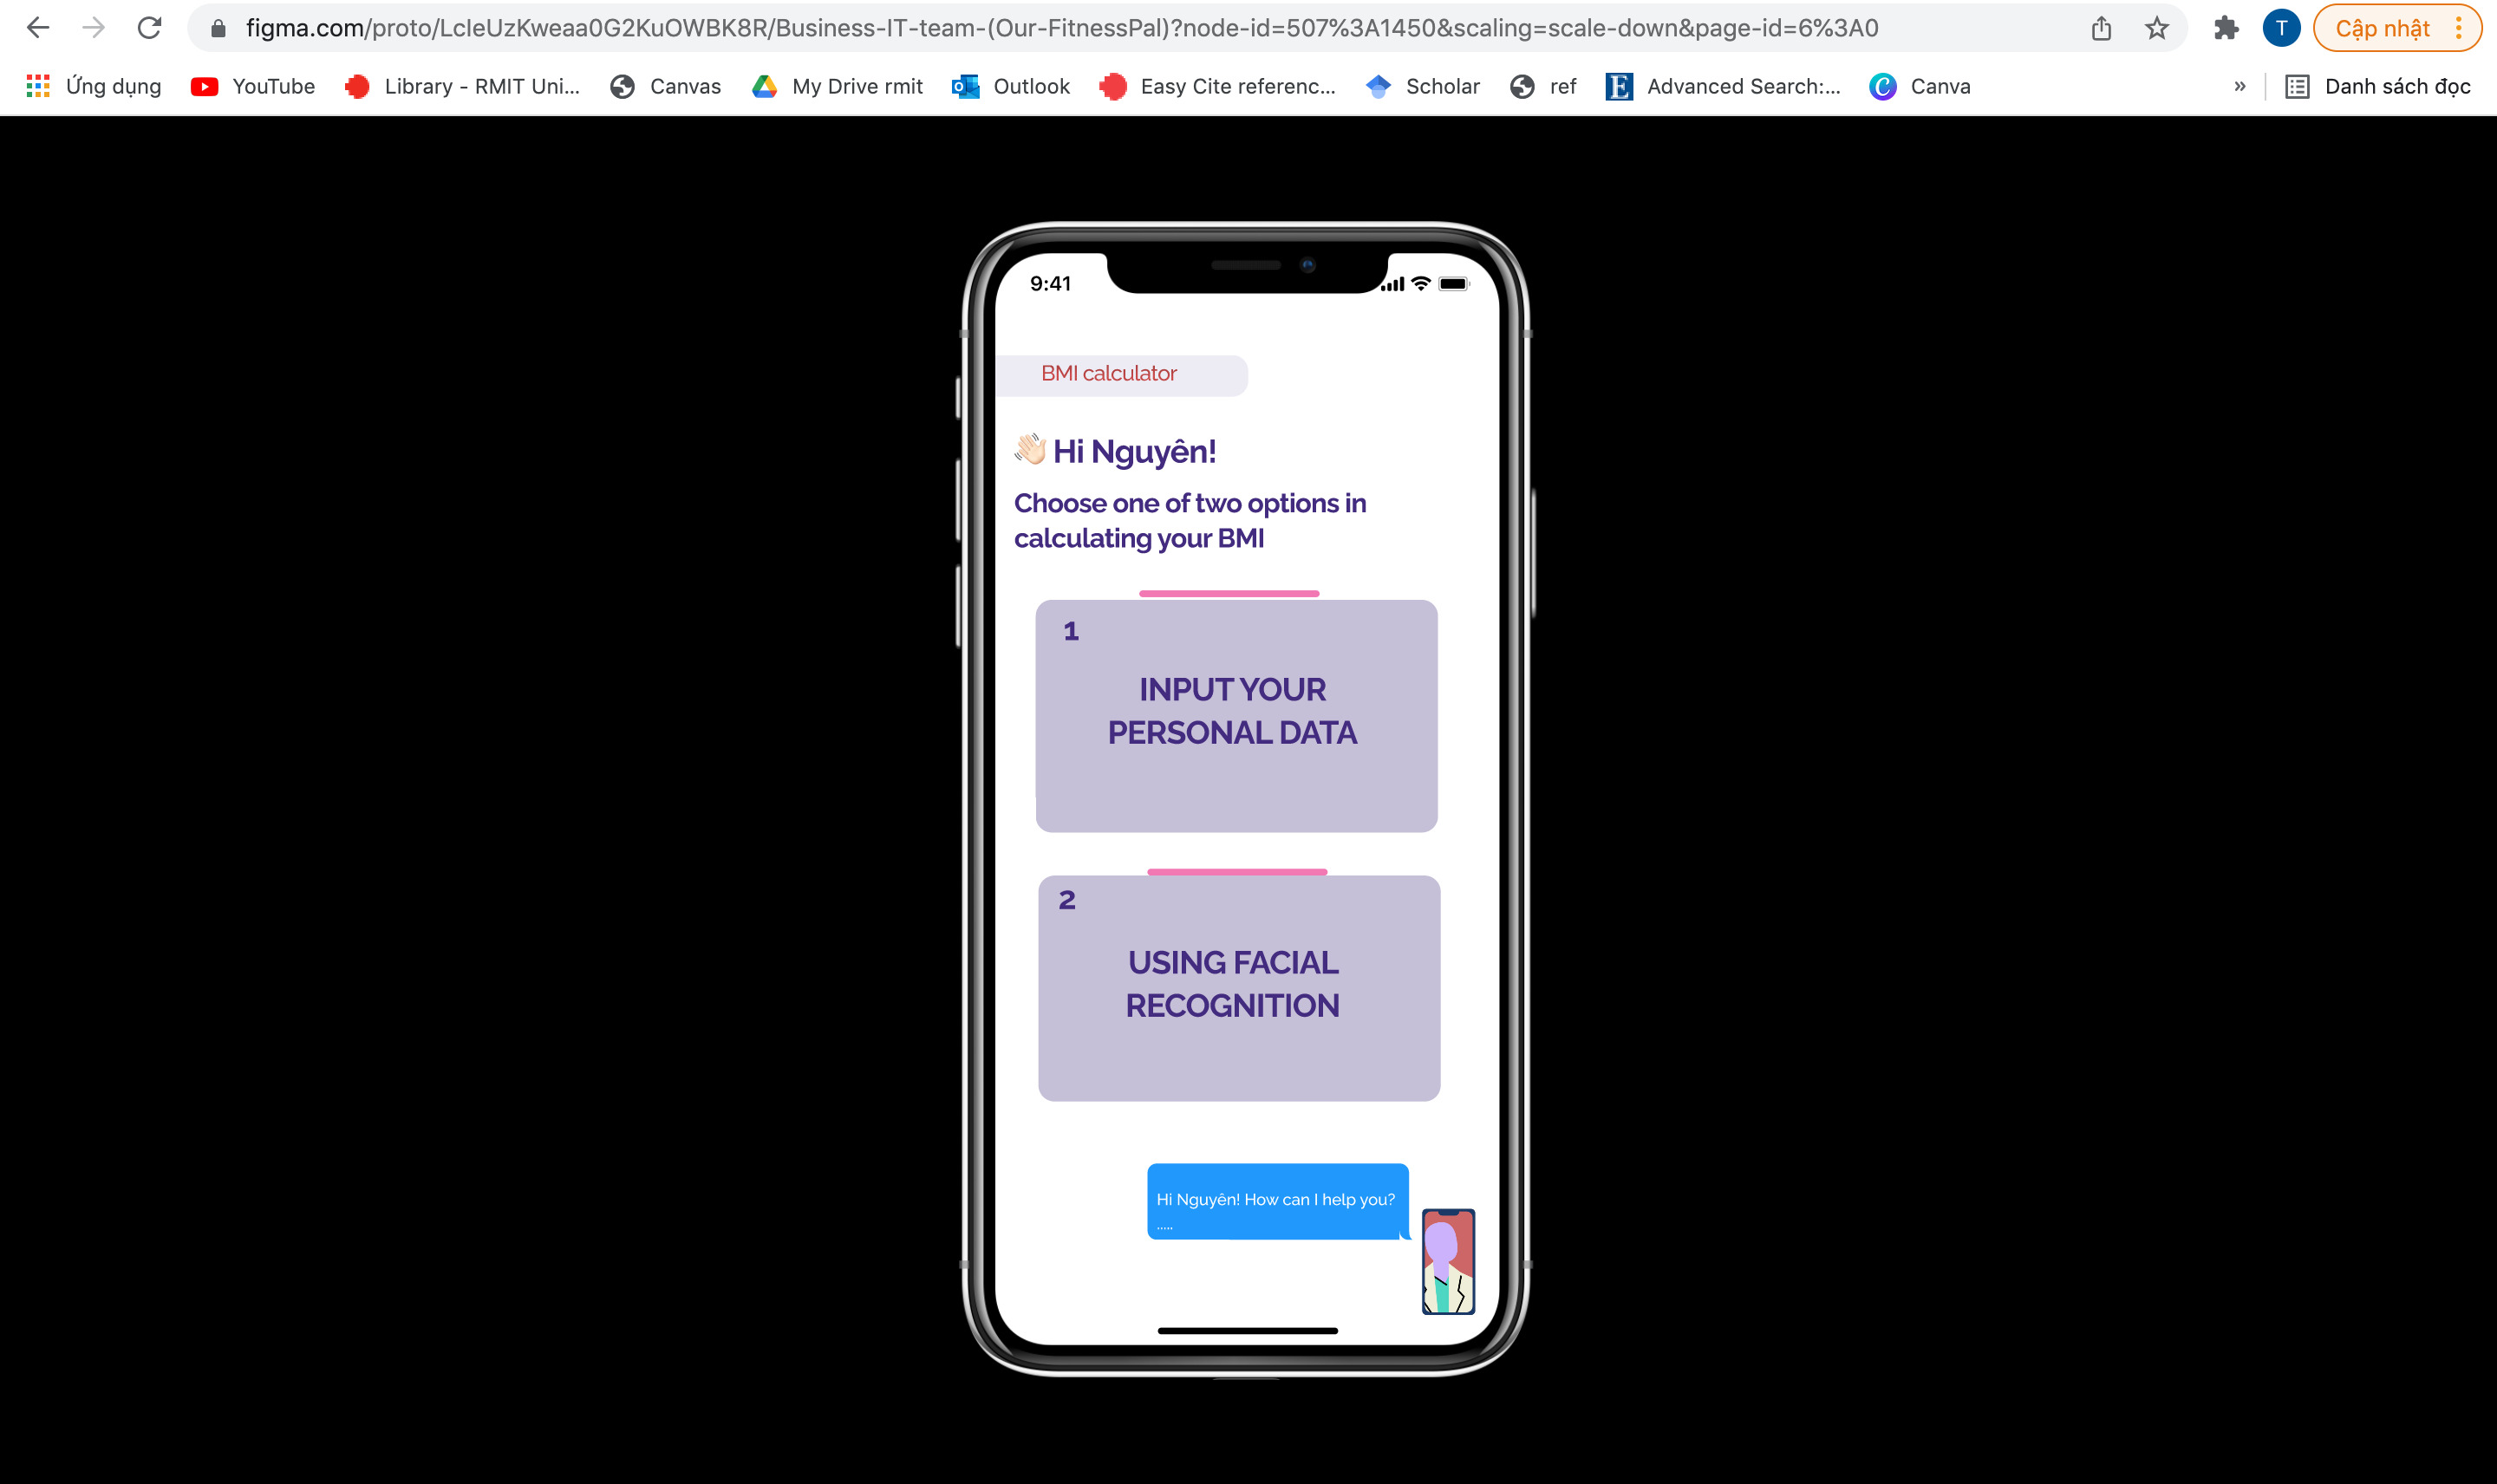 figma.com/proto/LcIeUzKweaa0G2KuOWBK8R/Business-IT-team-(Our-FitnessPal)?node-id=507%3A1450&scaling=scale-down&page-id=6%3A0
T
Cập nhật
Ứng dụng
YouTube
Library - RMIT Uni...
Canvas
My Drive rmit
Outlook
Easy Cite referenc...
Scholar
ref
Advanced Search:...
Canva
»
Danh sách đọc
9:41
BMI calculator
👋🏻 Hi Nguyên!
Choose one of two options in
calculating your BMI
1
INPUT YOUR
PERSONAL DATA
2
USING FACIAL
RECOGNITION
Hi Nguyên! How can I help you?
.....